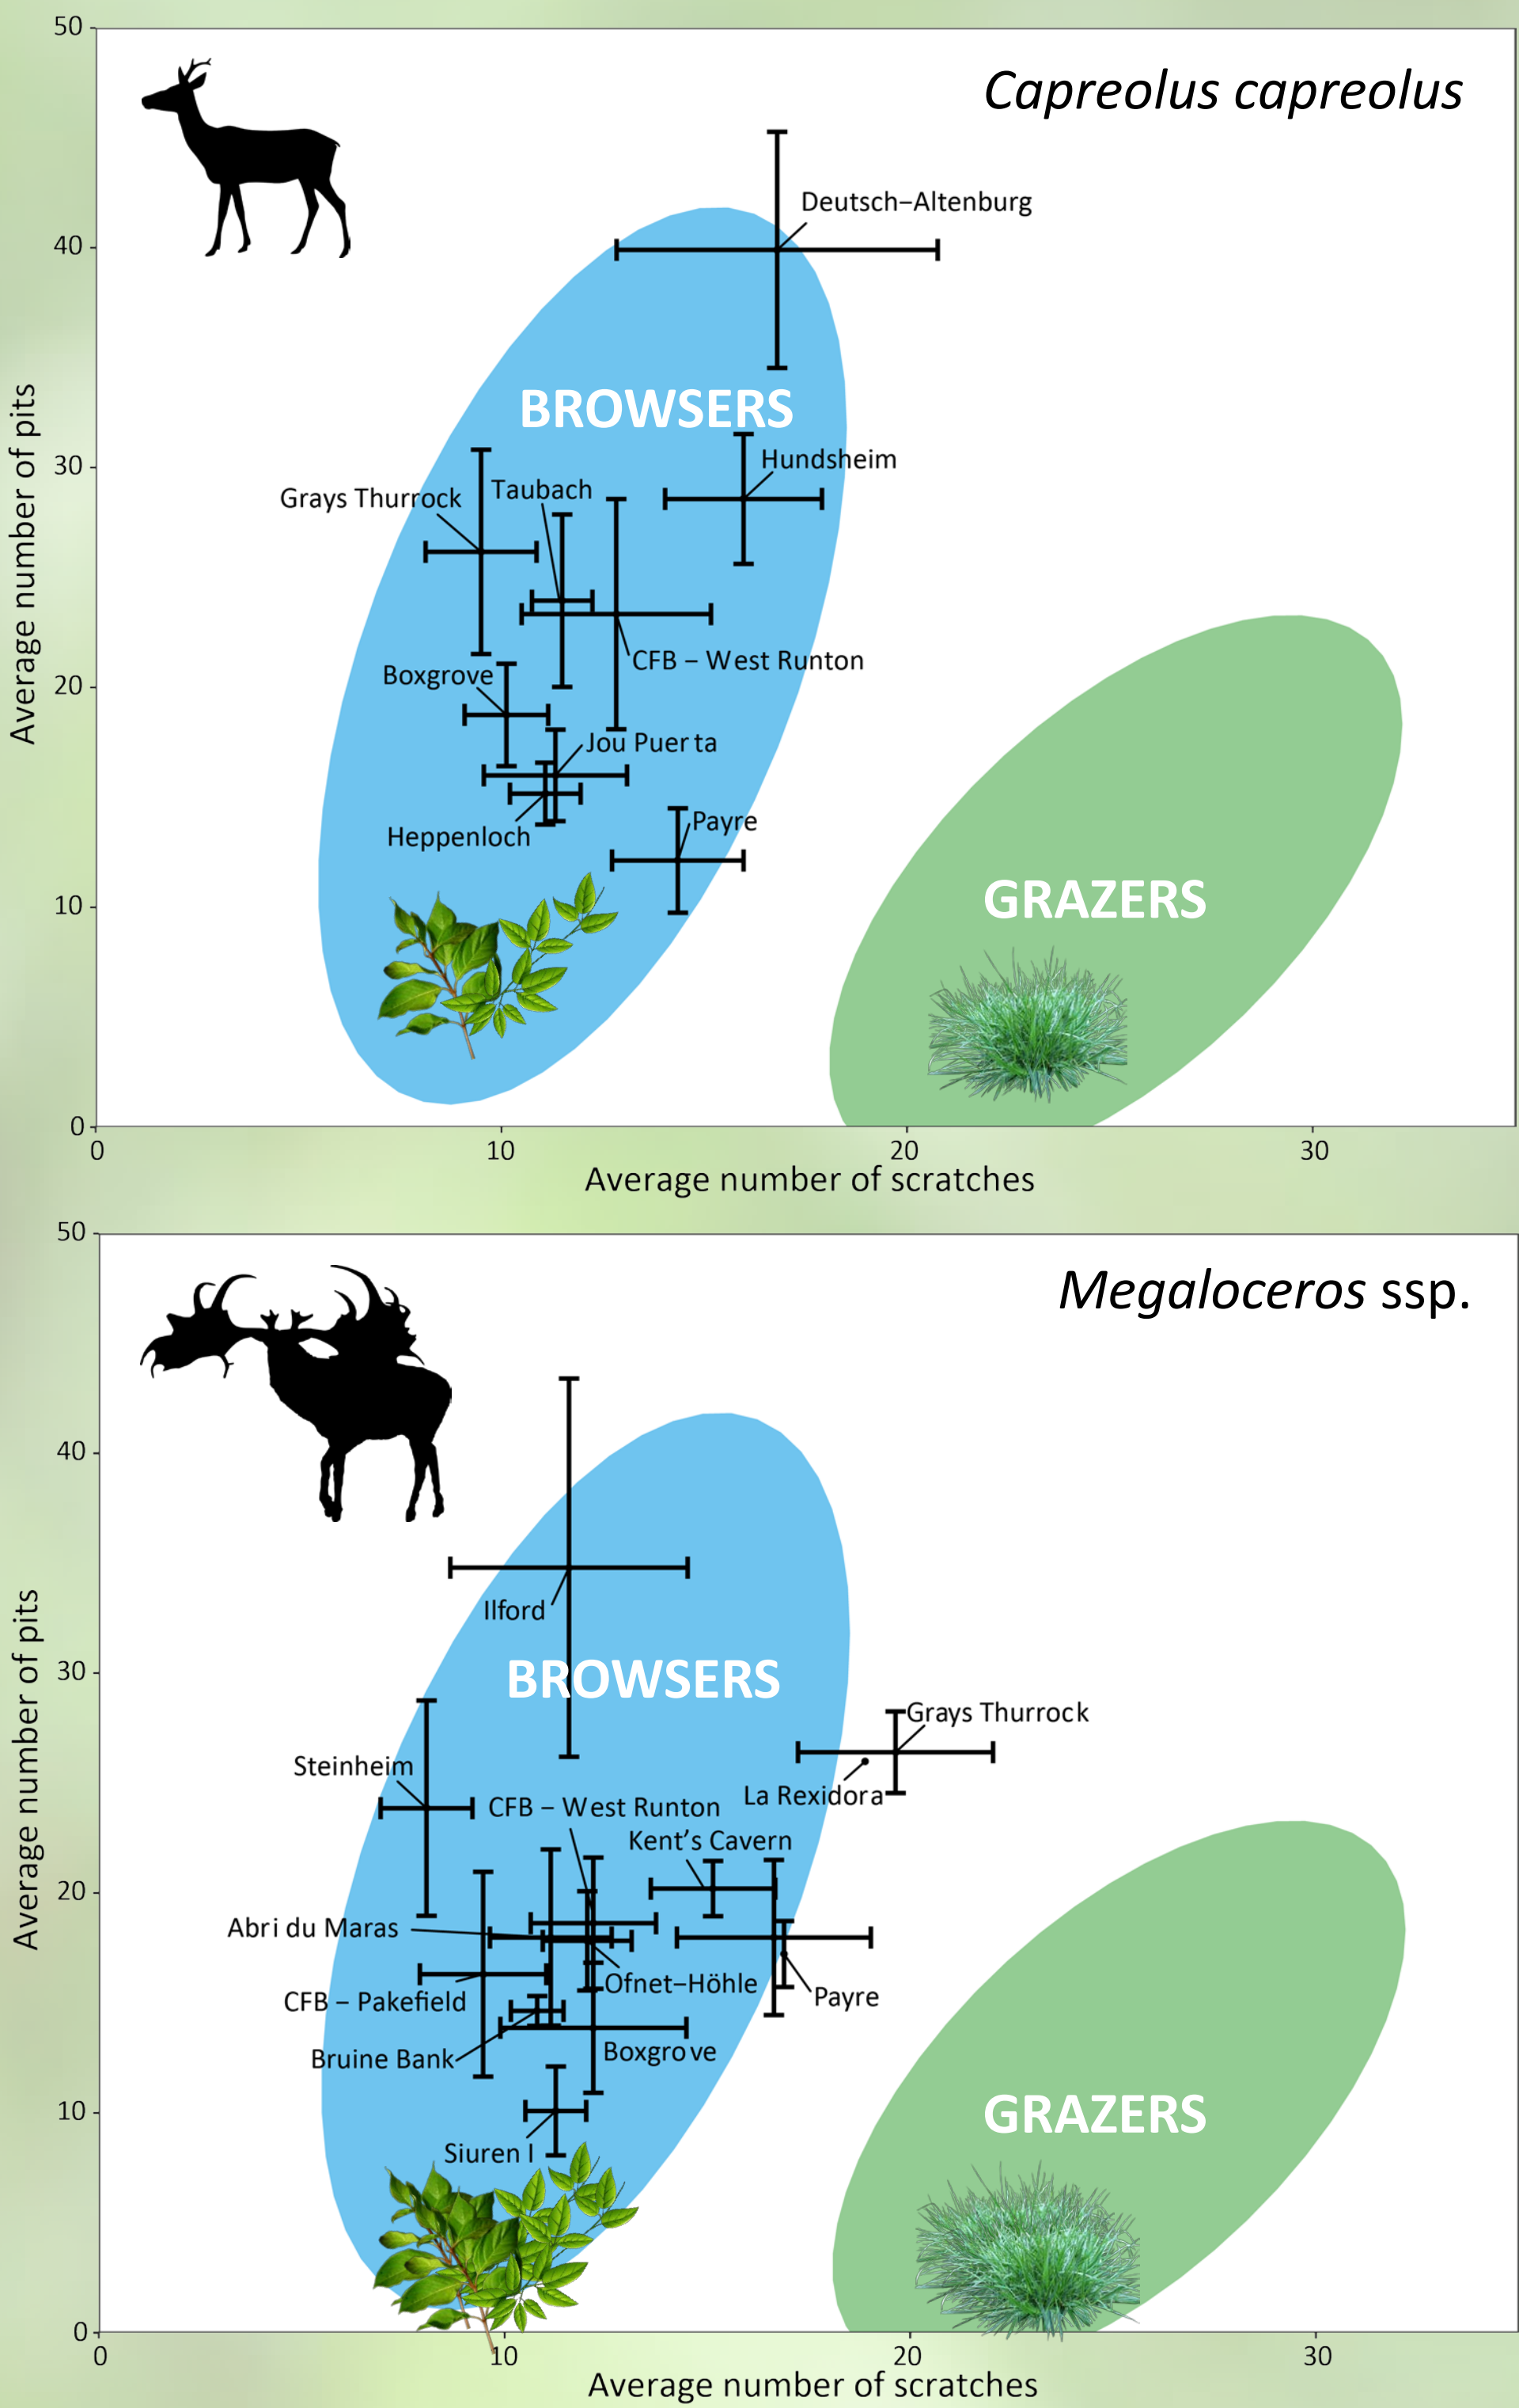 50
Capreolus capreolus
Deutsch–Altenburg
40
BROWSERS
Hundsheim
30
Grays Thurrock
Taubach
CFB – West Runton
Boxgrove
20
Jou Puerta
Heppenloch
Payre
GRAZERS
10
0
Average number of pits
0 10 20 30
Average number of scratches
50
Megaloceros ssp.
40
Ilford
BROWSERS
30
Grays Thurrock
Steinheim
La Rexidora
CFB – West Runton
Kent’s Cavern
20
Abri du Maras
Ofnet–Höhle
CFB – Pakefield
Payre
Bruine Bank
Boxgrove
GRAZERS
10
Siuren I
0
Average number of pits
0 10 20 30
Average number of scratches